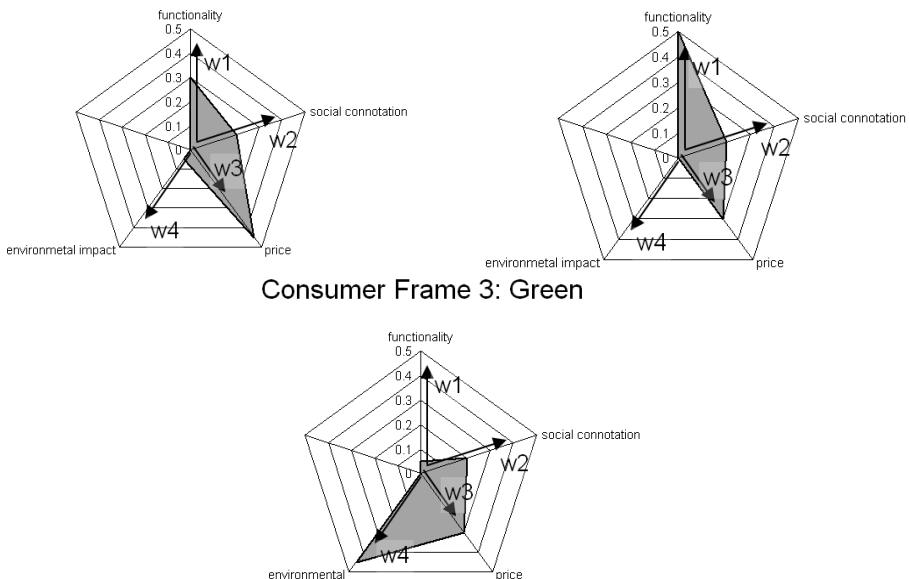 functionality
0.5
0.4
0.3
0.2
0.1
0
w1
social connotation
w2
w3
w4
environmetal impact
price
functionality
0.5
0.4
0.3
0.2
0.1
0
w1
social connotation
w2
w3
w4
environmetal impact
price
Consumer Frame 3: Green
functionality
0.5
0.4
0.3
0.2
0.1
0
w1
social connotation
w2
w3
w4
environmental
price